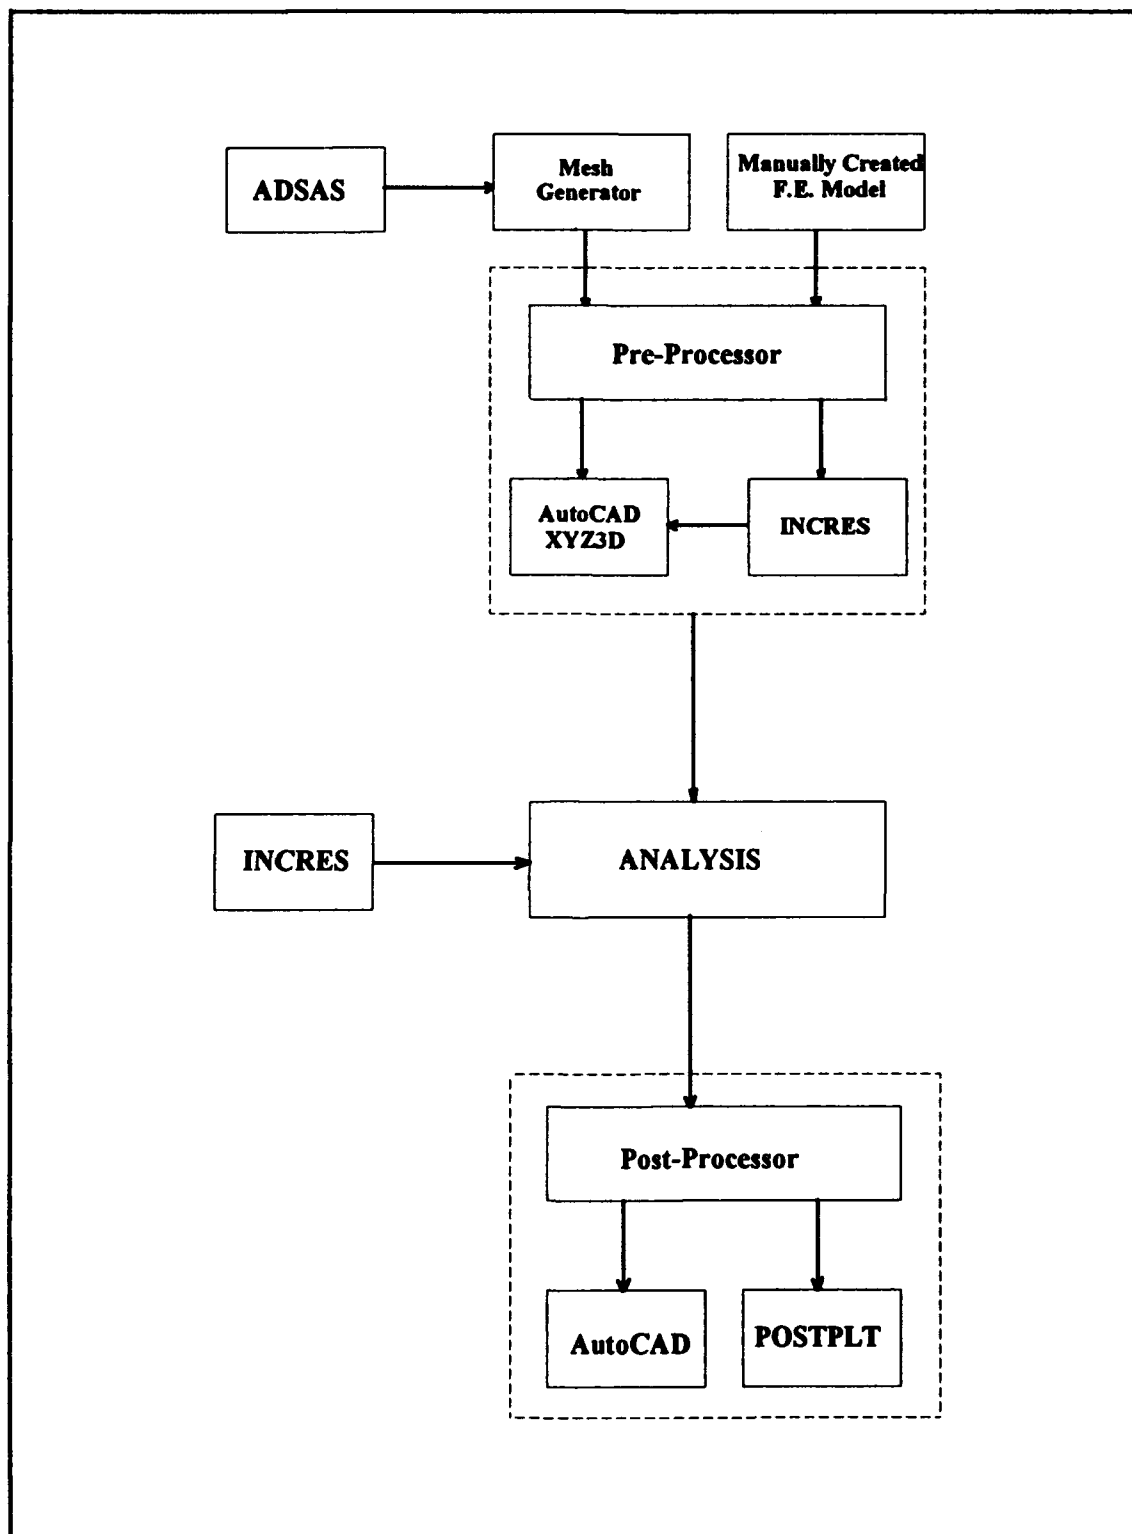 ADSAS
Mesh
Generator
Manually Created
F.E. Model
Pre-Processor
AutoCAD
XYZ3D
INCRES
INCRES
ANALYSIS
Post-Processor
AutoCAD
POSTPLT